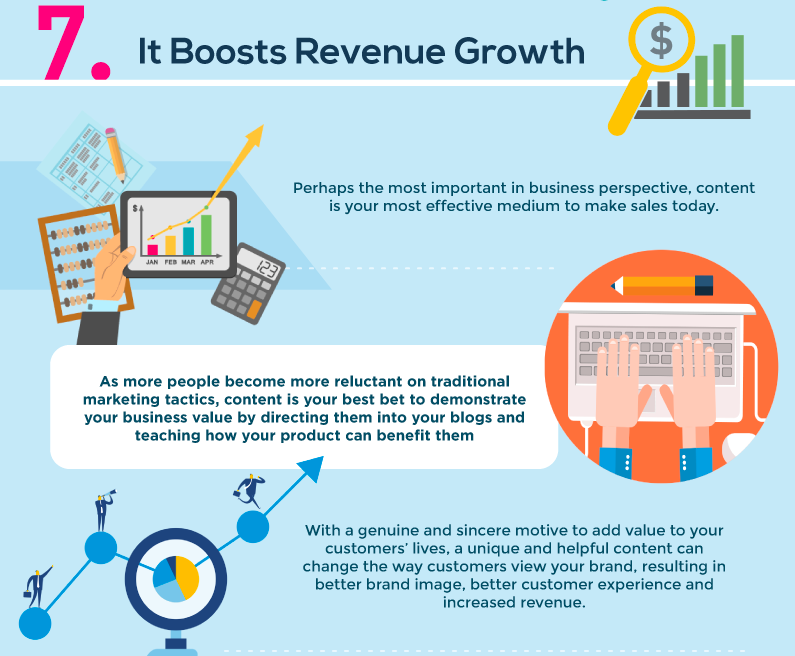 7.
It Boosts Revenue Growth
$
Perhaps the most important in business perspective, content
is your most effective medium to make sales today.
$
JAN FEB MAR APR
123
As more people become more reluctant on traditional
marketing tactics, content is your best bet to demonstrate
your business value by directing them into your blogs and
teaching how your product can benefit them
With a genuine and sincere motive to add value to your
customers' lives, a unique and helpful content can
change the way customers view your brand, resulting in
better brand image, better customer experience and
increased revenue.